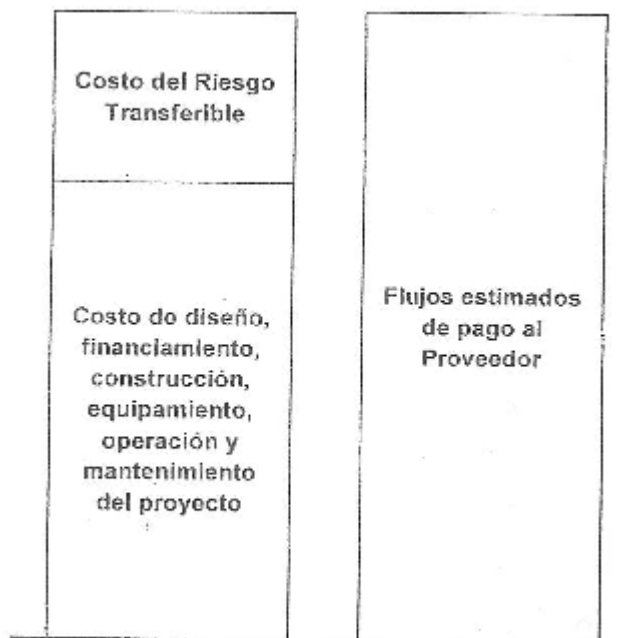 Costo del Riesgo
Transferible
Costo de diseño,
financiamiento,
construcción,
equipamiento,
operación y
mantenimiento
del proyecto
Flujos estimados
de pago al
Proveedor